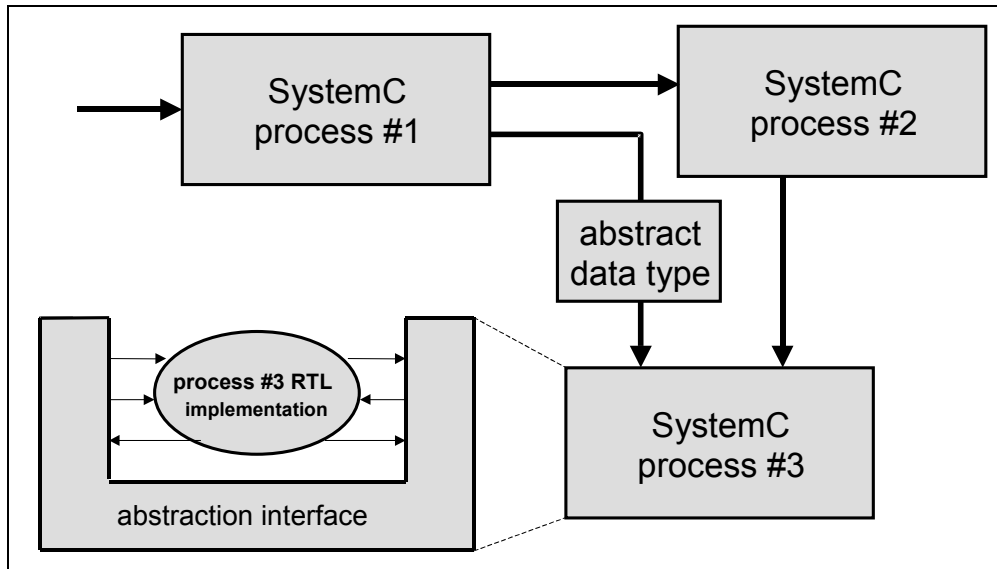 SystemC
process #1
SystemC
process #2
abstract
data type
process #3 RTL
implementation
SystemC
process #3
abstraction interface